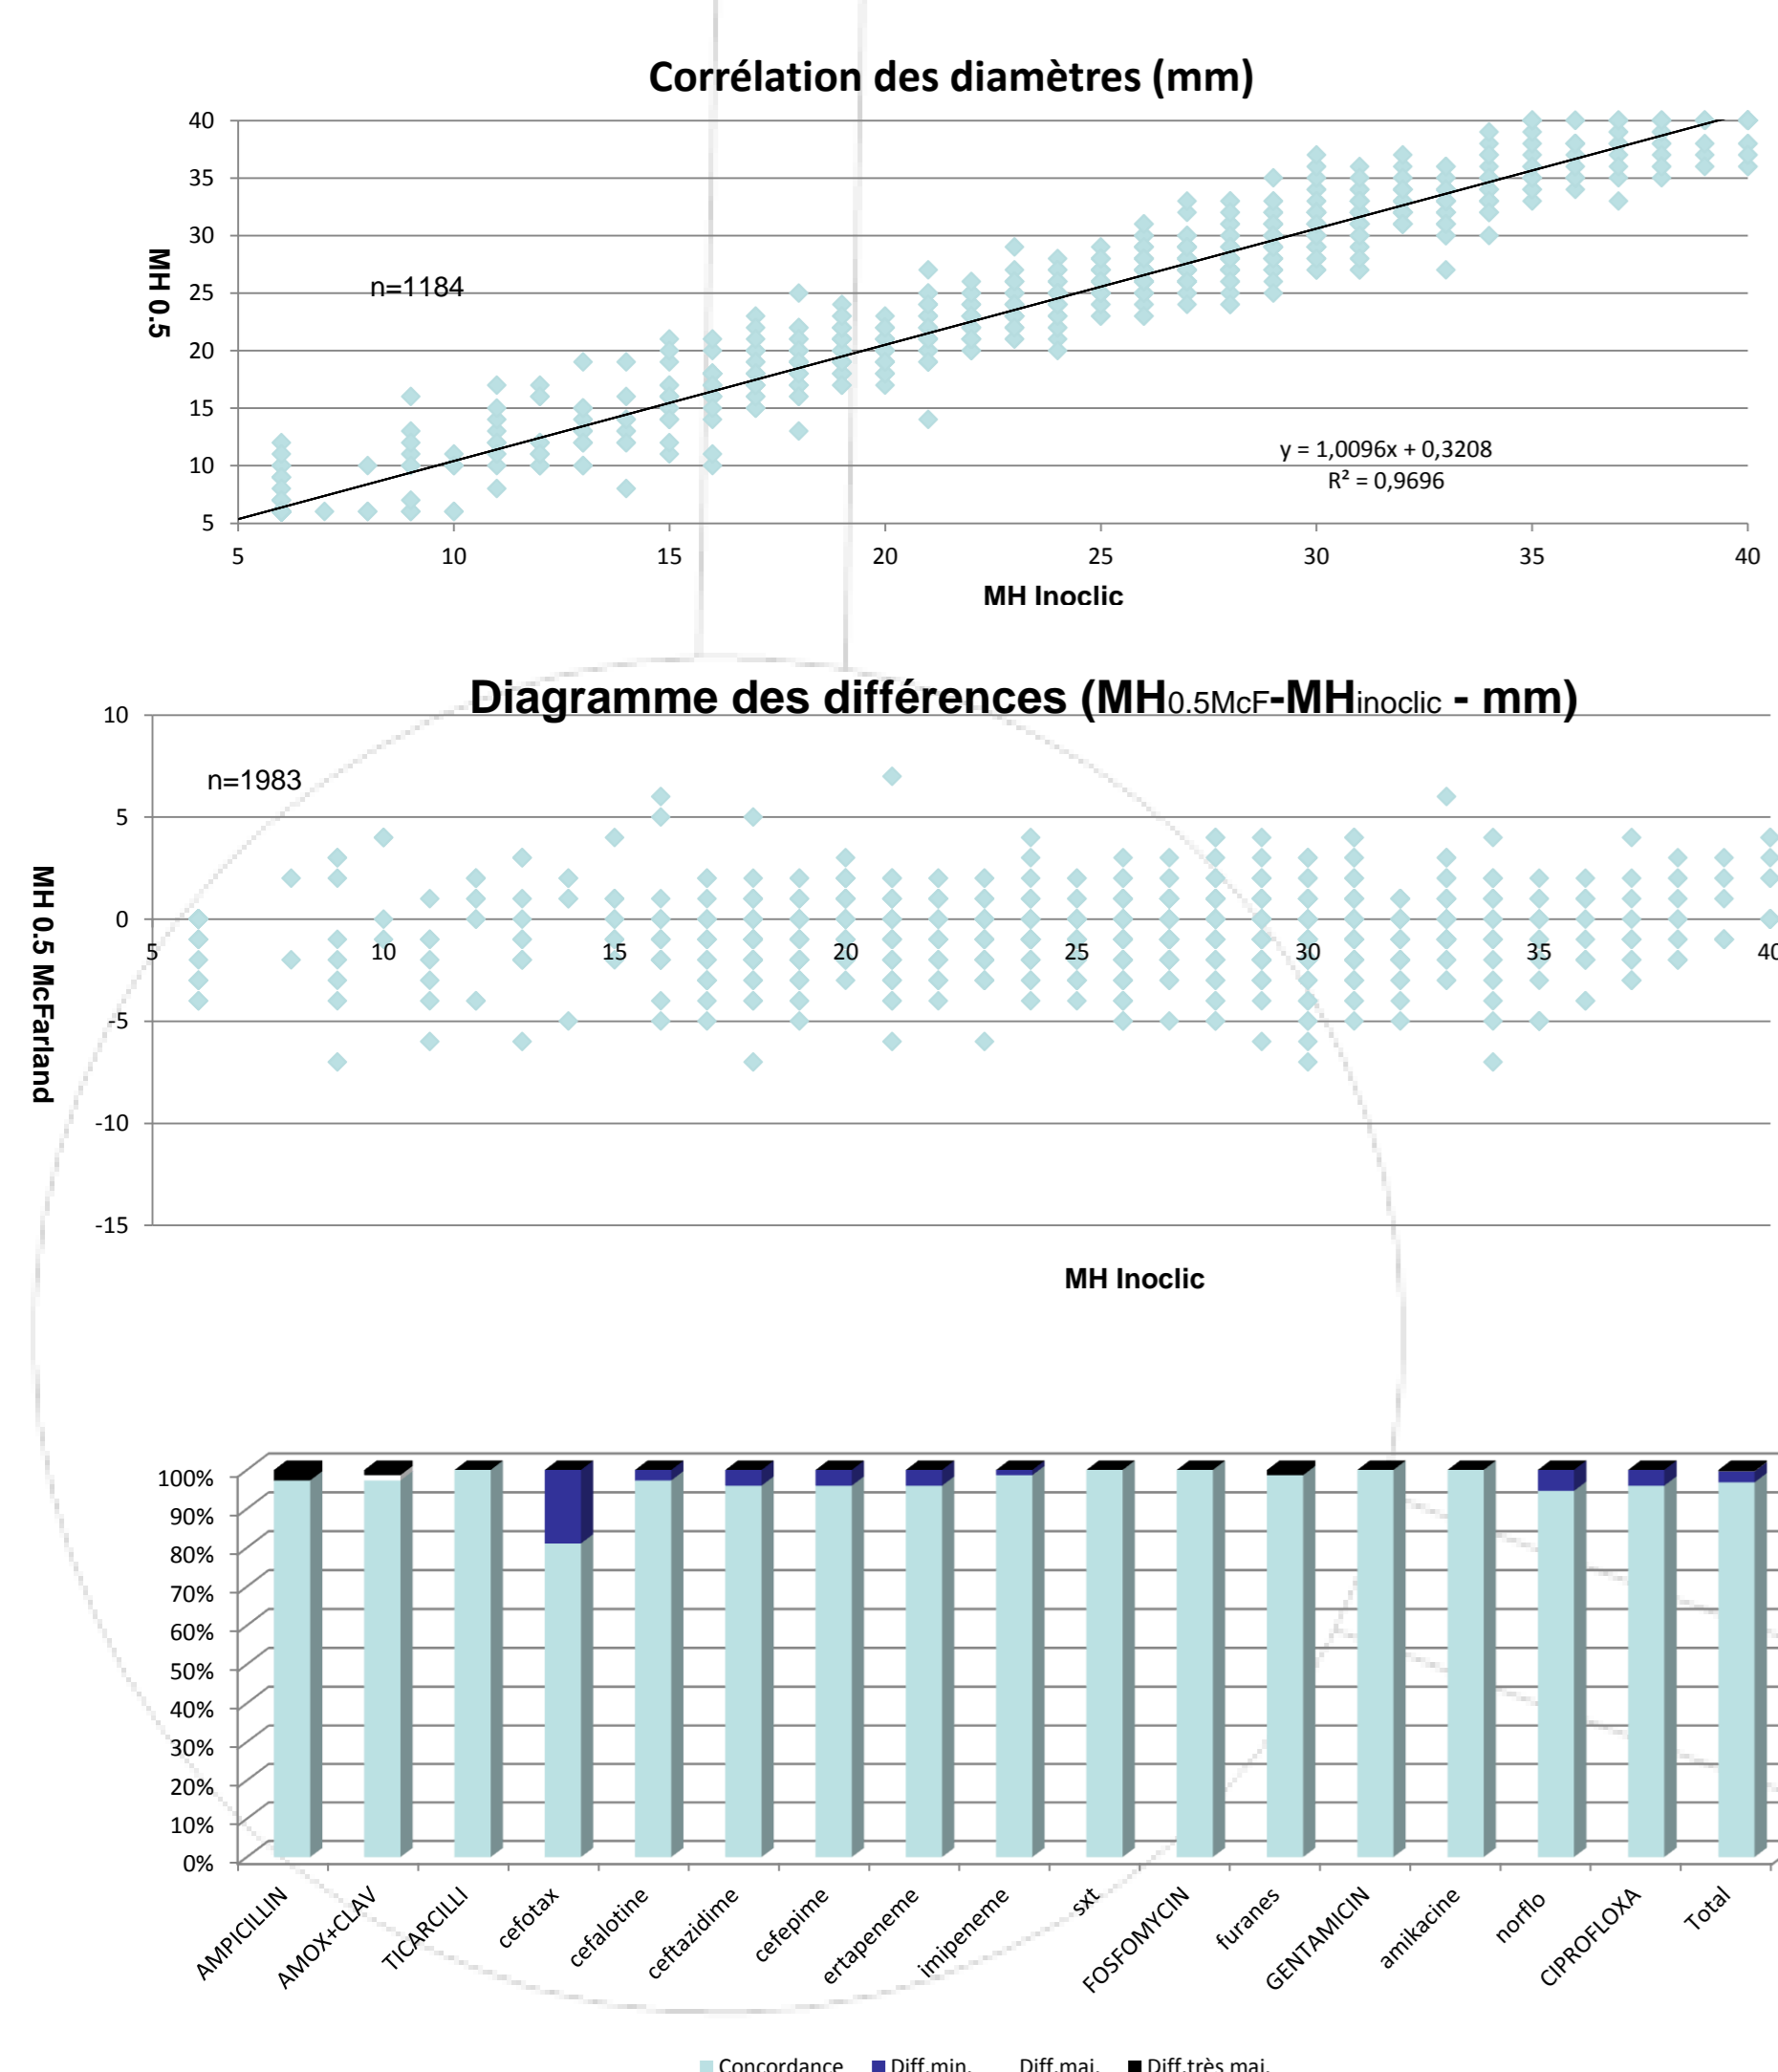 Corrélation des diamètres (mm)
40
35
30
25
20
15
10
5
MH 0.5
n=1184
y = 1,0096x + 0,3208
R² = 0,9696
5 10 15 20 25 30 35 40
MH Inoclic
Diagramme des différences (MH0.5McF-MHinoclic - mm)
10
5
0
-5
-10
-15
n=1983
MH 0.5 McFarland
5 10 15 20 25 30 35 40
MH Inoclic
100%
90%
80%
70%
60%
50%
40%
30%
20%
10%
0%
AMPICILLIN
AMOX+CLAV
TICARCILLI
cefotax
cefalotine
ceftazidime
cefepime
ertapeneme
imipeneme
sxt
FOSFOMYCIN
furanes
GENTAMICIN
amikacine
norflo
CIPROFLOXA
Total
Concordance Diff.min. Diff.maj. Diff.très maj.